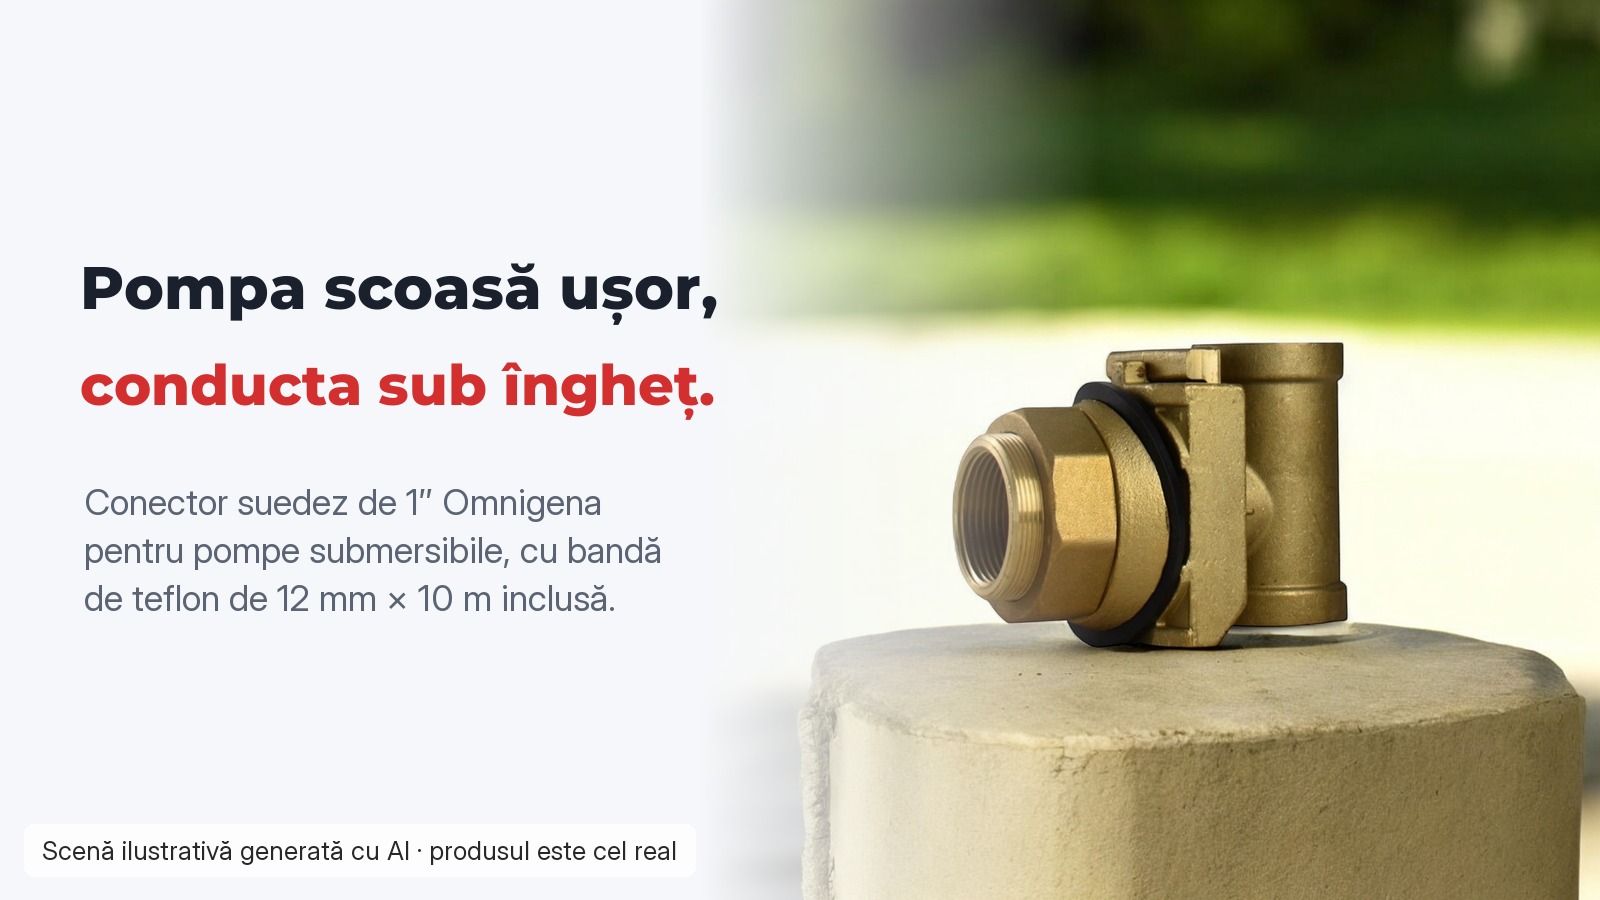 Pompa scoasă ușor,
conducta sub îngheț.
Conector suedez de 1″ Omnigena
pentru pompe submersibile, cu bandă
de teflon de 12 mm × 10 m inclusă.
Scenă ilustrativă generată cu AI · produsul este cel real